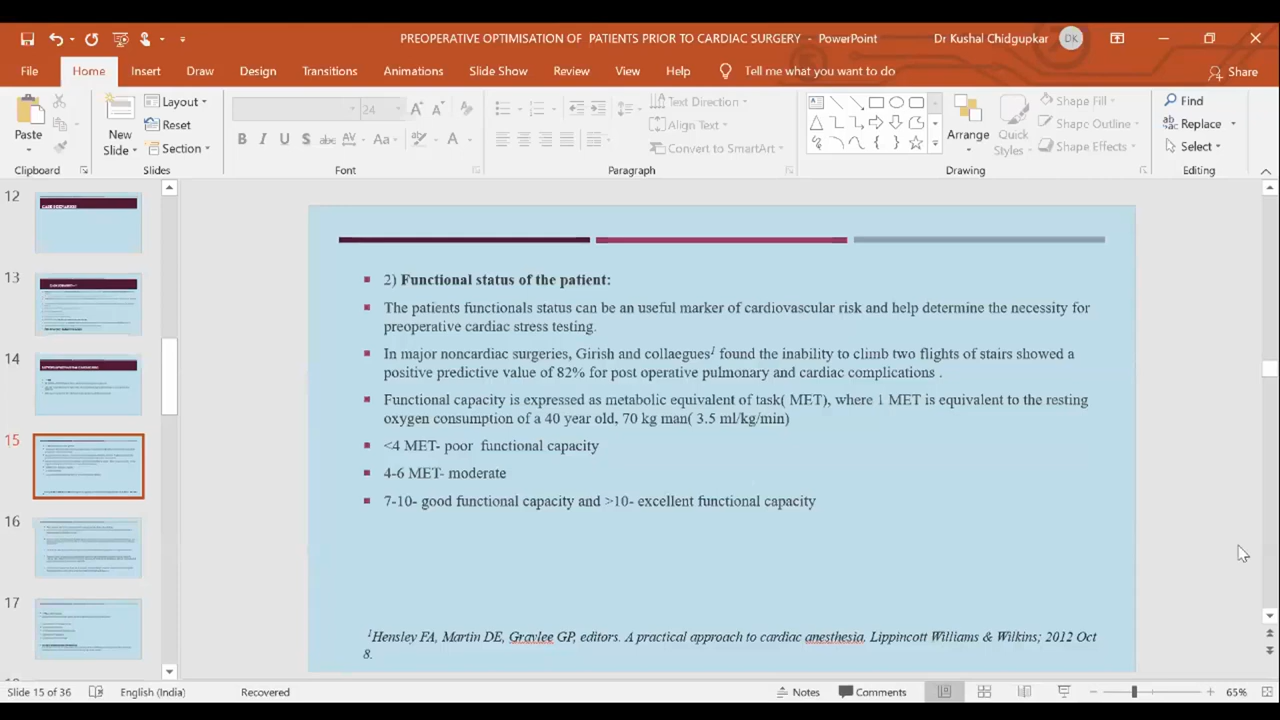 PREOPERATIVE OPTIMISATION OF PATIENTS PRIOR TO CARDIAC SURGERY - PowerPoint
Dr Kushal Chidgupkar
DK
File Home Insert Draw Design Transitions Animations Slide Show Review View Help Tell me what you want to do Share
Paste
Clipboard
New Slide
Layout
Reset
Section
Slides
24
B I U S abc AV Aa A
Font
Text Direction
Align Text
Convert to SmartArt
Paragraph
Arrange
Quick Styles
Shape Fill
Shape Outline
Shape Effects
Drawing
Find
Replace
Select
Editing
12
13
14
15
16
17
2) Functional status of the patient:
The patients functionals status can be an useful marker of cardiovascular risk and help determine the necessity for
preoperative cardiac stress testing.
In major noncardiac surgeries, Girish and collaegues1 found the inability to climb two flights of stairs showed a
positive predictive value of 82% for post operative pulmonary and cardiac complications .
Functional capacity is expressed as metabolic equivalent of task( MET), where 1 MET is equivalent to the resting
oxygen consumption of a 40 year old, 70 kg man( 3.5 ml/kg/min)
<4 MET- poor functional capacity
4-6 MET- moderate
7-10- good functional capacity and >10- excellent functional capacity
1Hensley FA, Martin DE, Gravlee GP, editors. A practical approach to cardiac anesthesia. Lippincott Williams & Wilkins; 2012 Oct
8.
Slide 15 of 36 English (India) Recovered Notes Comments 65%